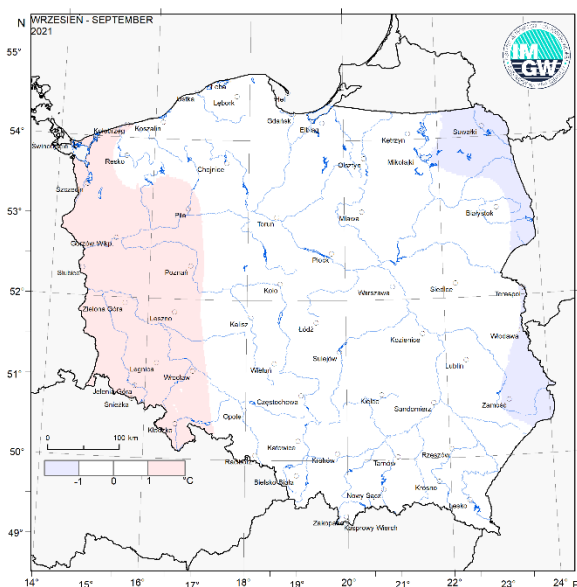 N
WRZESIEŃ - SEPTEMBER
2021
IM
GW
55°
54°
53°
52°
51°
50°
49°
Łeba
Ustka
Lębork
Hel
Gdańsk
Elbląg
Kołobrzeg
Koszalin
Świnoujście
Resko
Chojnice
Kętrzyn
Suwałki
Olsztyn
Mikołajki
Szczecin
Piła
Toruń
Mława
Białystok
Gorzów Wlkp.
Płock
Słubice
Poznań
Koło
Warszawa
Siedlce
Terespol
Zielona Góra
Leszno
Kalisz
Łódź
Kozienice
Włodawa
Legnica
Wrocław
Wieluń
Sulejów
Lublin
Jelenia Góra
Śnieżka
Częstochowa
Kielce
Sandomierz
Zamość
Kłodzko
Opole
Katowice
Kraków
Tarnów
Rzeszów
Racibórz
Bielsko-Biała
Nowy Sącz
Krosno
Lesko
Zakopane
Kasprowy Wierch
0 100 km
-1 0 1 °C
14° 15° 16° 17° 18° 19° 20° 21° 22° 23° 24° E